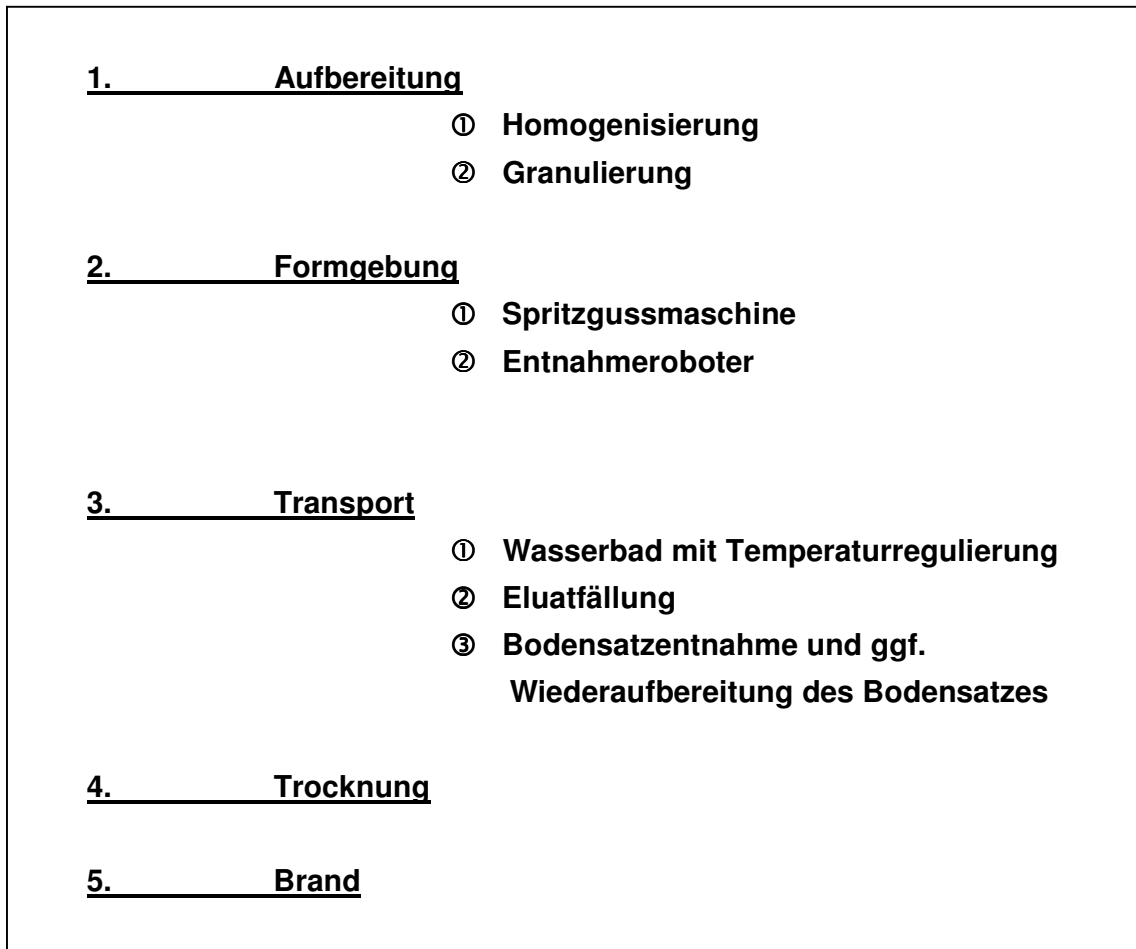 1. Aufbereitung
① Homogenisierung
② Granulierung
2. Formgebung
① Spritzgussmaschine
② Entnahmeroboter
3. Transport
① Wasserbad mit Temperaturregulierung
② Eluatfällung
③ Bodensatzentnahme und ggf.
Wiederaufbereitung des Bodensatzes
4. Trocknung
5. Brand